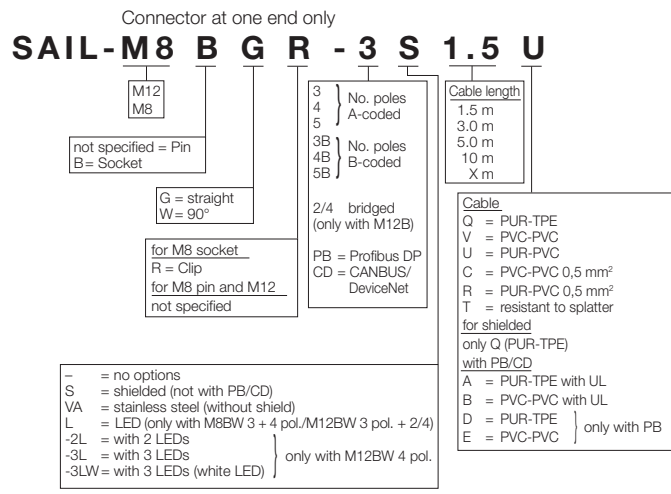 Connector at one end only
SAIL-M8 B G R - 3 S 1.5 U
M12
M8
not specified = Pin
B = Socket
G = straight
W = 90°
for M8 socket
R = Clip
for M8 pin and M12
not specified
3
4
5
No. poles
A-coded
3B
4B
5B
No. poles
B-coded
2/4 bridged
(only with M12B)
PB = Profibus DP
CD = CANBUS/
DeviceNet
Cable length
1.5 m
3.0 m
5.0 m
10 m
X m
Cable
Q = PUR-TPE
V = PVC-PVC
U = PUR-PVC
C = PVC-PVC 0,5 mm²
R = PUR-PVC 0,5 mm²
T = resistant to splatter
for shielded
only Q (PUR-TPE)
with PB/CD
A = PUR-TPE with UL
B = PVC-PVC with UL
D = PUR-TPE
E = PVC-PVC
only with PB
– = no options
S = shielded (not with PB/CD)
VA = stainless steel (without shield)
L = LED (only with M8BW 3 + 4 pol./M12BW 3 pol. + 2/4)
-2L = with 2 LEDs
-3L = with 3 LEDs
-3LW = with 3 LEDs (white LED)
only with M12BW 4 pol.